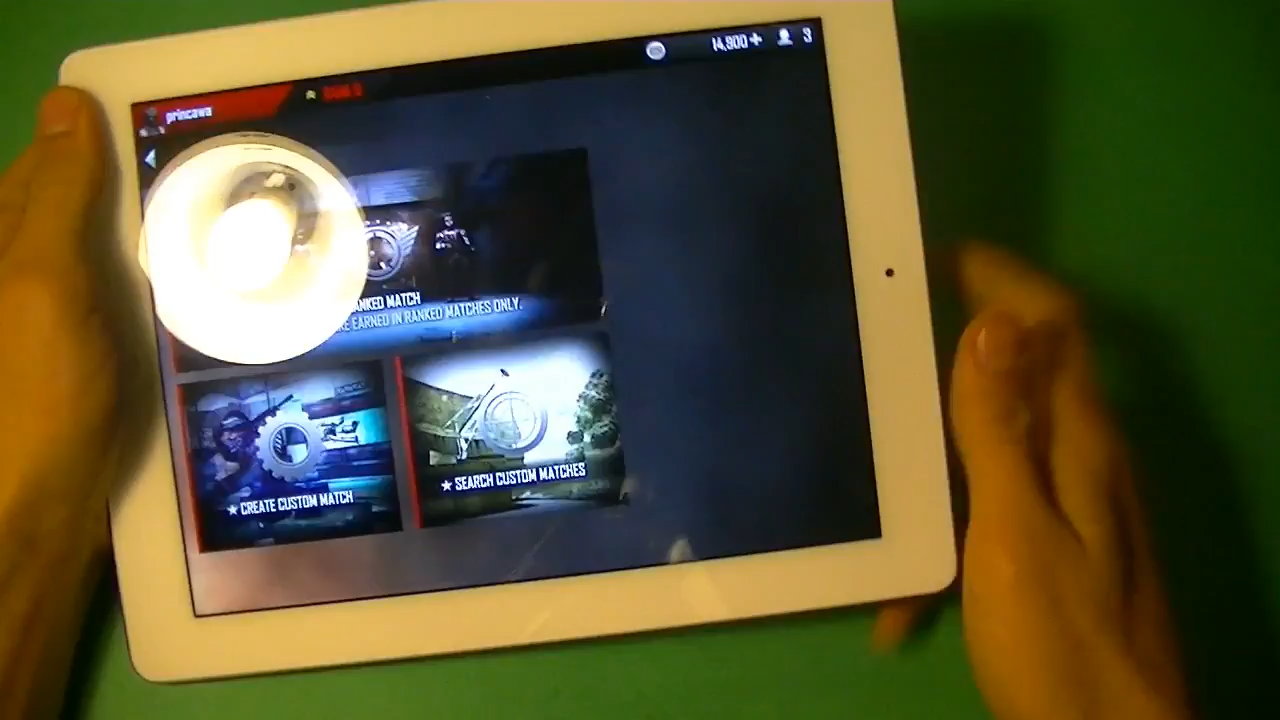 princawa
14,900+ 3
RANKED MATCH
EARNED IN RANKED MATCHES ONLY.
★ CREATE CUSTOM MATCH
★ SEARCH CUSTOM MATCHES